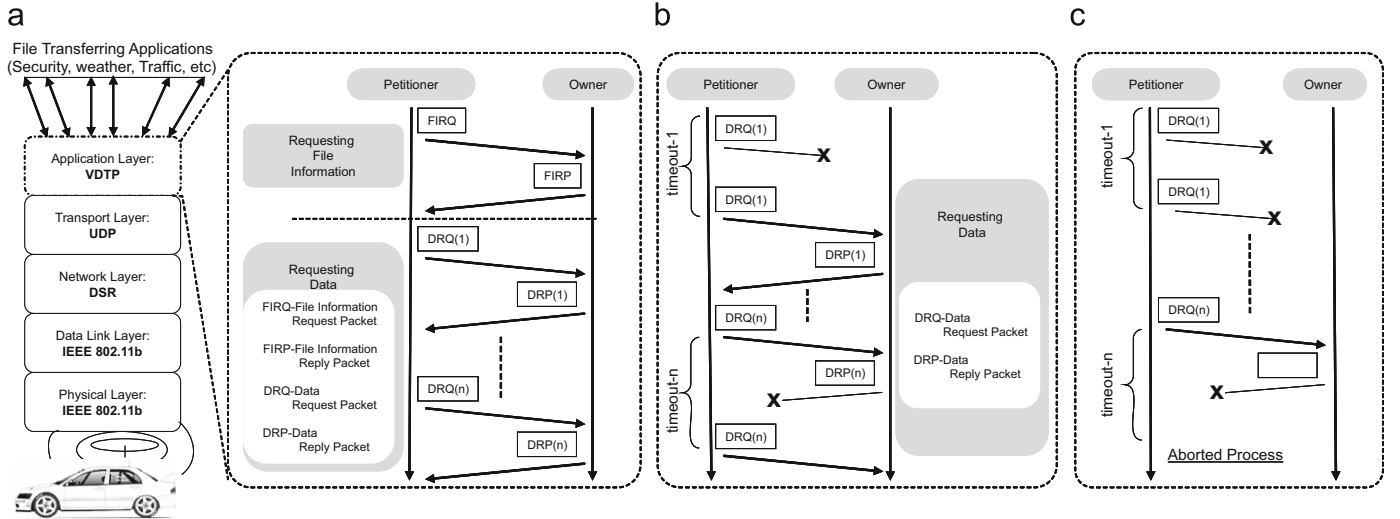 a
File Transferring Applications
(Security, weather, Traffic, etc)
Application Layer:
VDTP
Transport Layer:
UDP
Network Layer:
DSR
Data Link Layer:
IEEE 802.11b
Physical Layer:
IEEE 802.11b
Petitioner
Owner
Requesting
File
Information
FIRQ
FIRP
Requesting
Data
FIRQ-File Information
Request Packet
FIRP-File Information
Reply Packet
DRQ-Data
Request Packet
DRP-Data
Reply Packet
DRQ(1)
DRP(1)
DRQ(n)
DRP(n)
b
Petitioner
Owner
timeout-1
DRQ(1)
X
DRQ(1)
DRP(1)
DRQ(n)
timeout-n
DRP(n)
X
DRQ(n)
Requesting
Data
DRQ-Data
Request Packet
DRP-Data
Reply Packet
c
Petitioner
Owner
timeout-1
DRQ(1)
X
DRQ(1)
X
DRQ(n)
timeout-n
X
Aborted Process